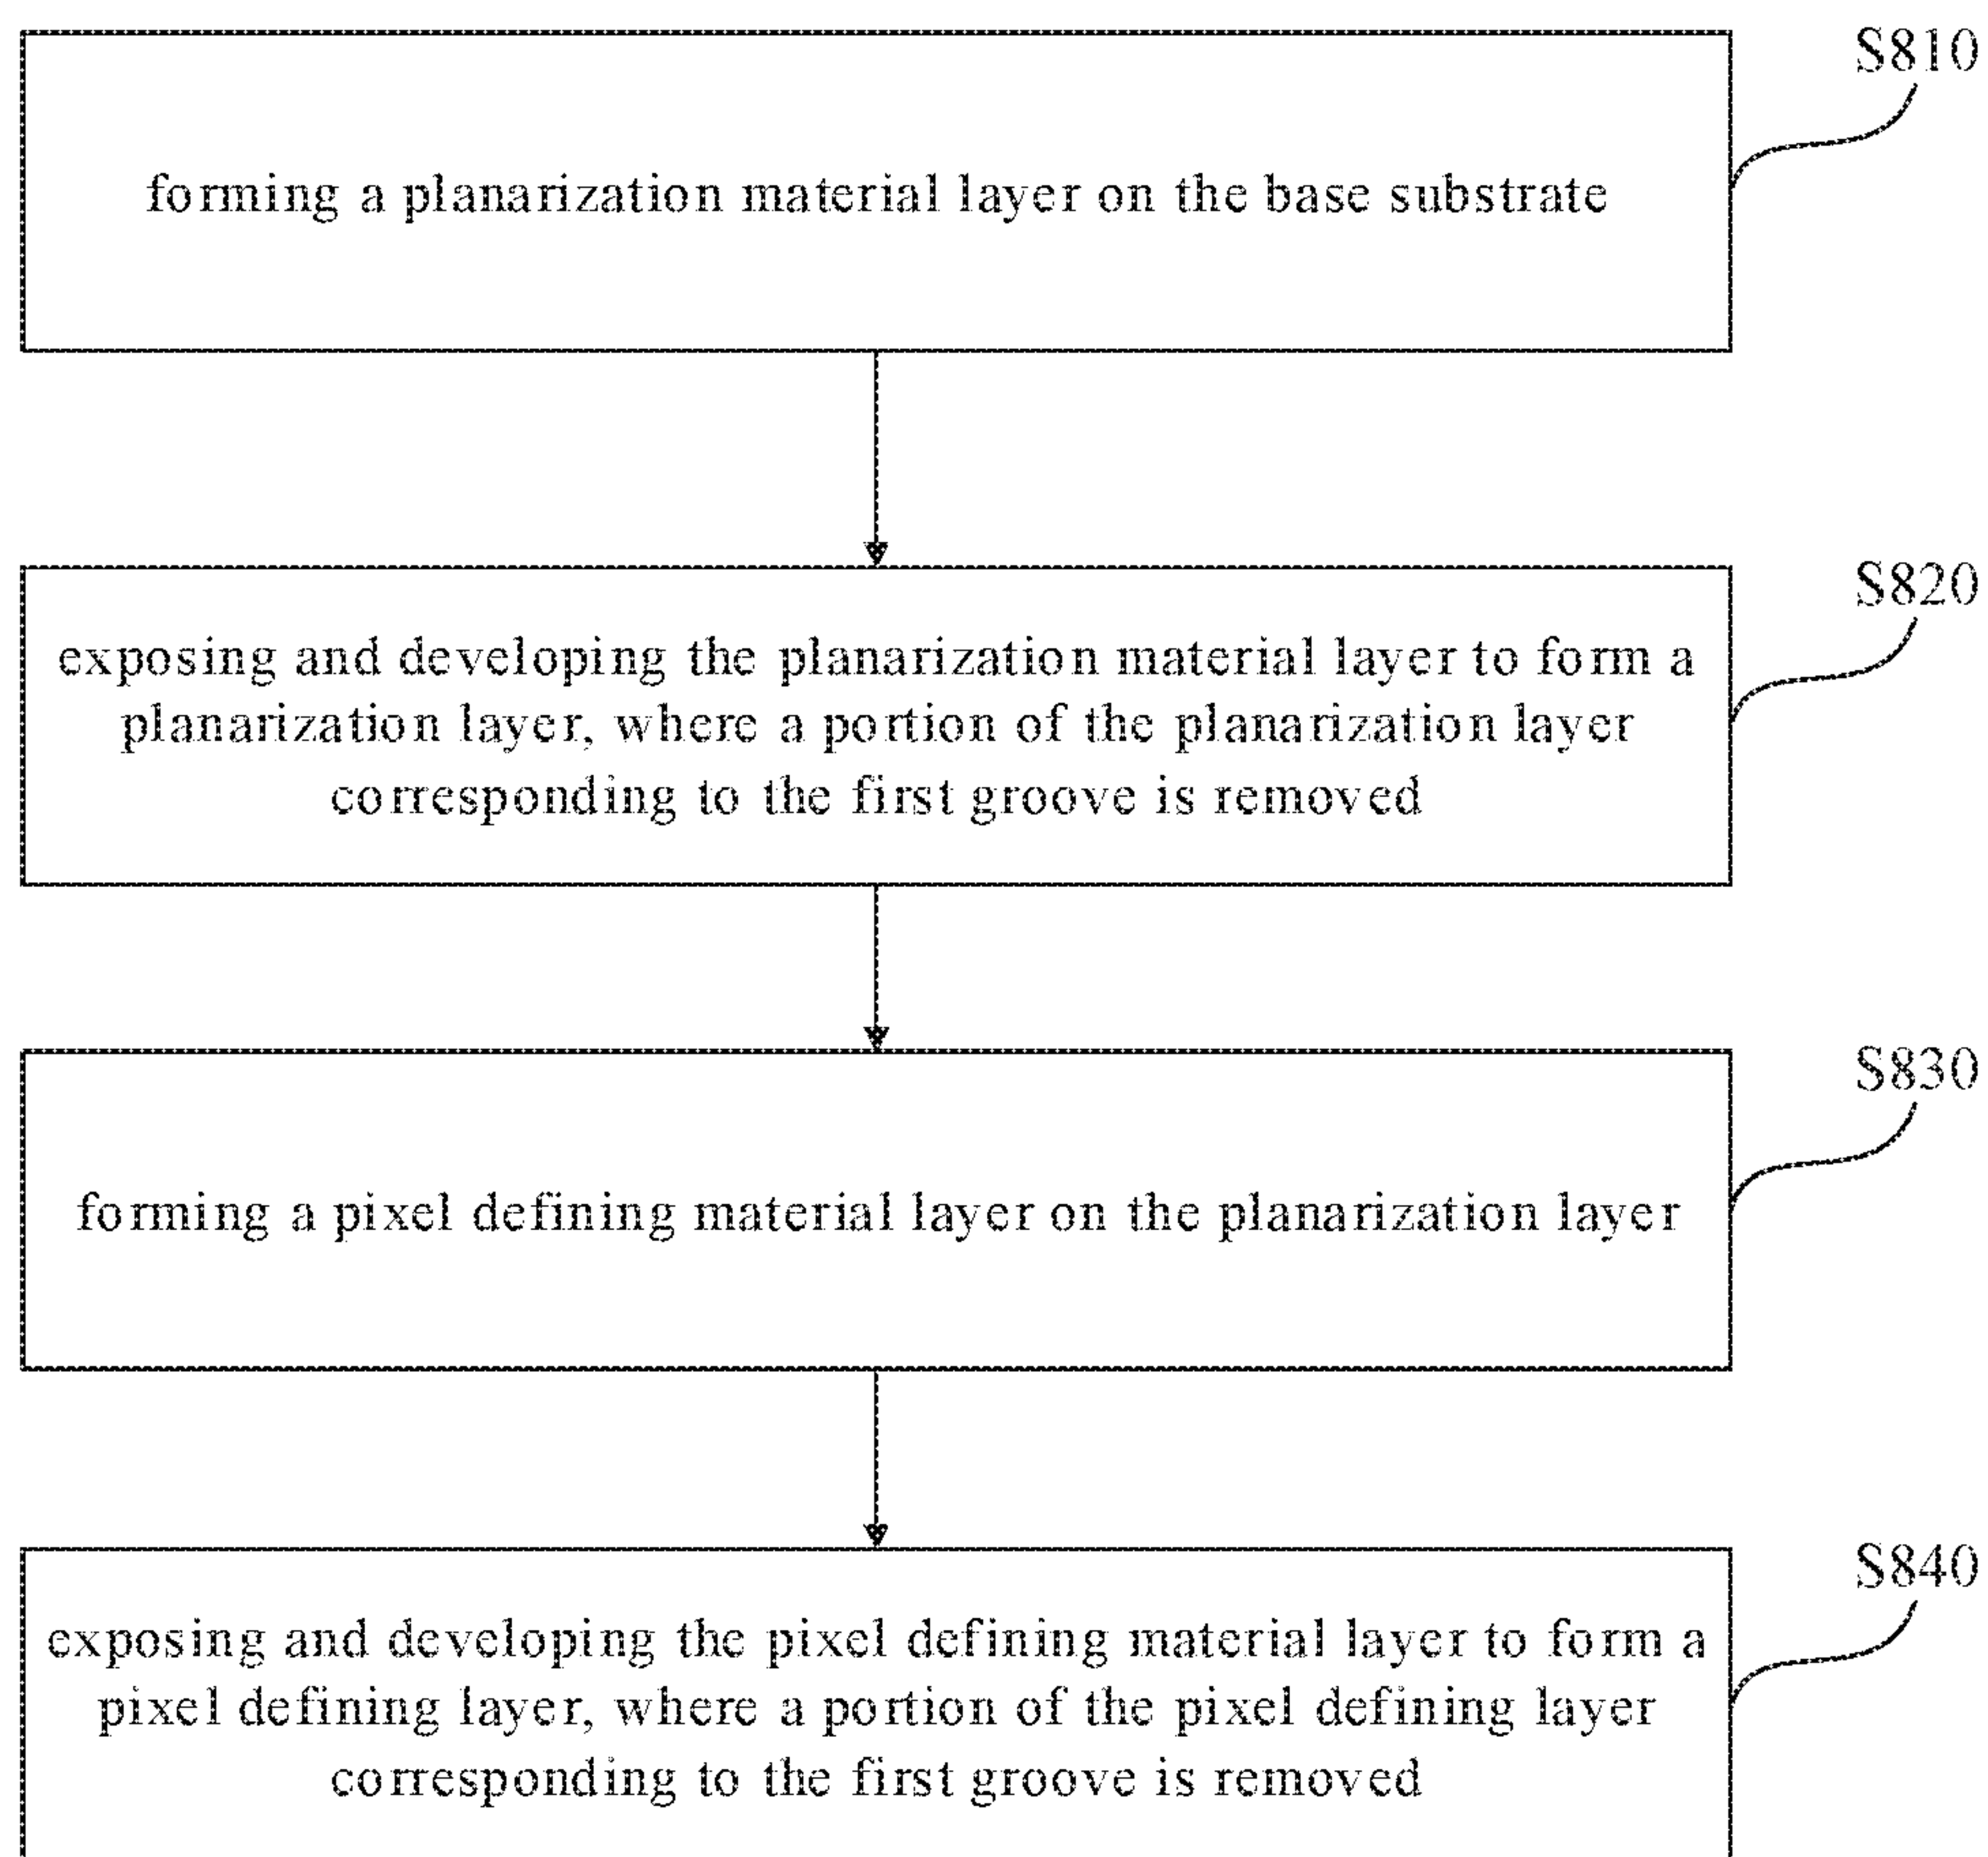 S810
forming a planarization material layer on the base substrate
S820
exposing and developing the planarization material layer to form a
planarization layer, where a portion of the planarization layer
corresponding to the first groove is removed
S830
forming a pixel defining material layer on the planarization layer
S840
exposing and developing the pixel defining material layer to form a
pixel defining layer, where a portion of the pixel defining layer
corresponding to the first groove is removed